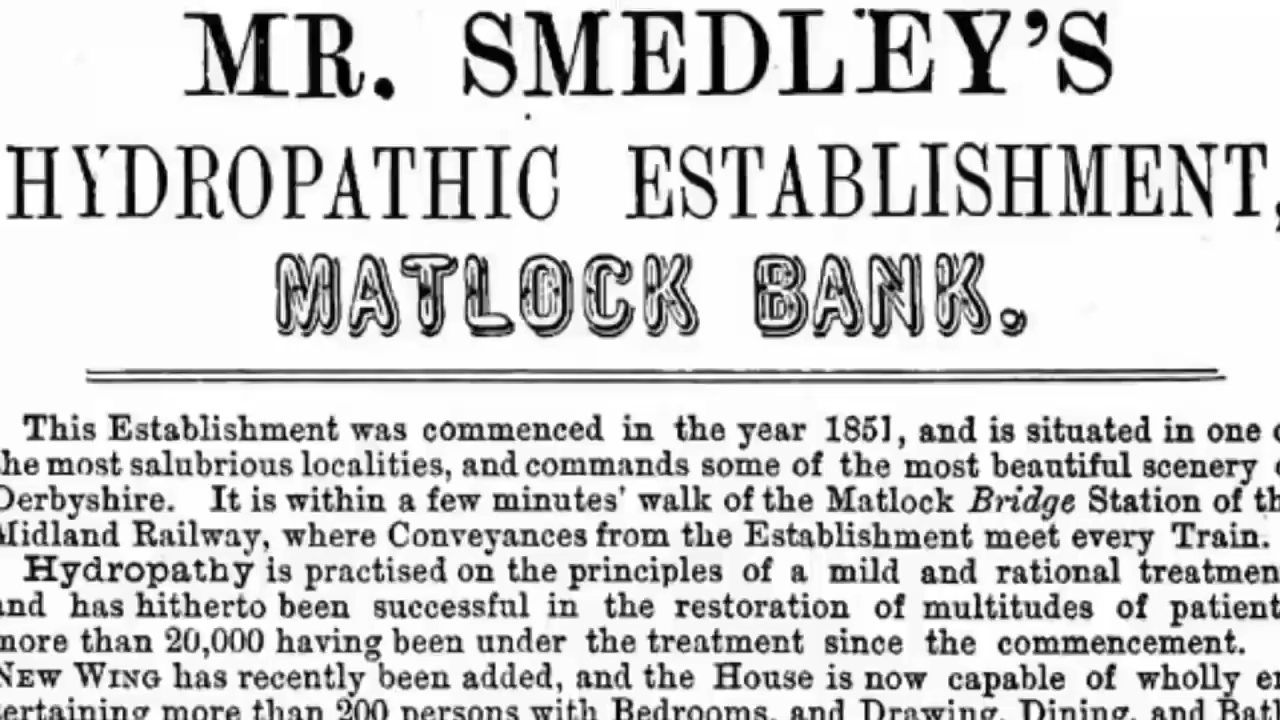 MR. SMEDLEY'S
HYDROPATHIC ESTABLISHMENT,
MATLOCK BANK.
This Establishment was commenced in the year 1851, and is situated in one
the most salubrious localities, and commands some of the most beautiful scenery
Derbyshire. It is within a few minutes' walk of the Matlock Bridge Station of
Midland Railway, where Conveyances from the Establishment meet every Train.
Hydropathy is practised on the principles of a mild and rational treatmen
and has hitherto been successful in the restoration of multitudes of patient
more than 20,000 having been under the treatment since the commencement.
NEW WING has recently been added, and the House is now capable of wholly
ertaining more than 200 persons with Bedrooms, and Drawing, Dining, and Bath